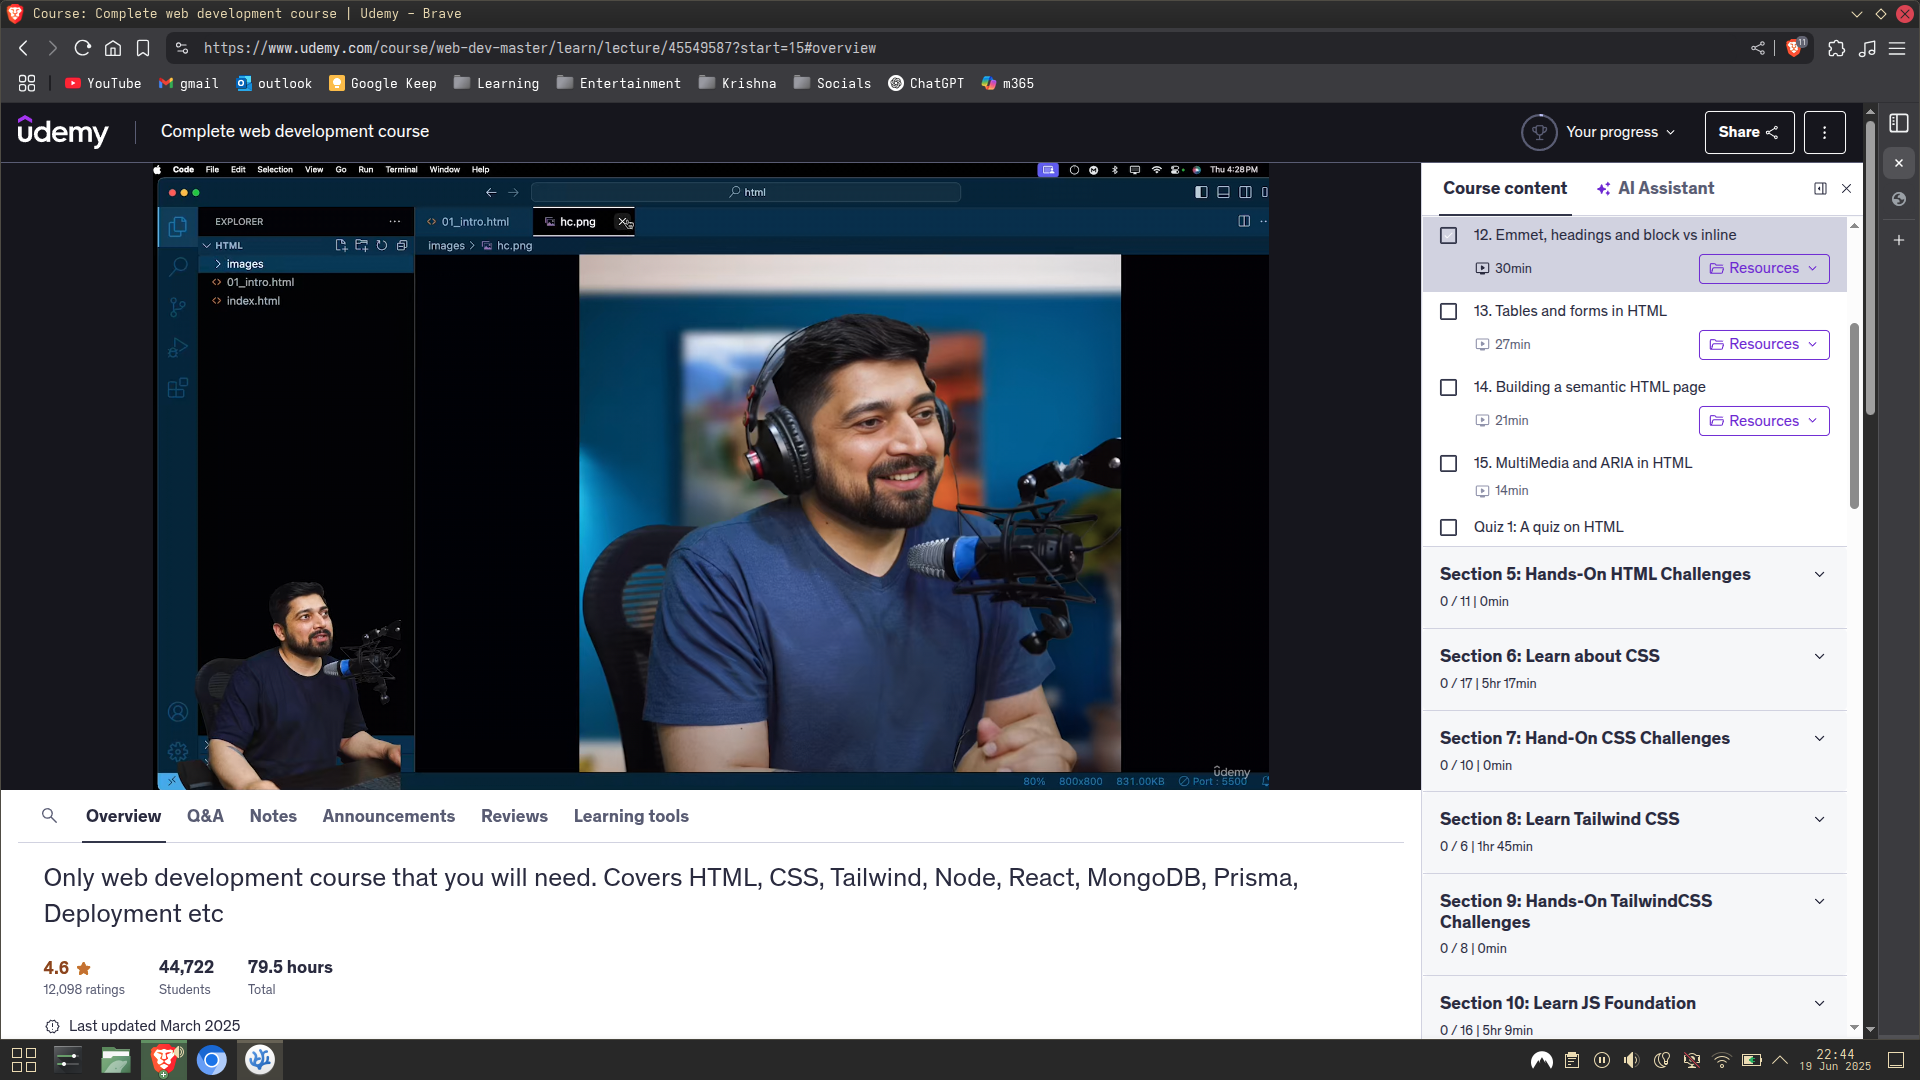 Course: Complete web development course | Udemy - Brave
https://www.udemy.com/course/web-dev-master/learn/lecture/45549587?start=15#overview
11
YouTube
gmail
outlook
Google Keep
Learning
Entertainment
Krishna
Socials
ChatGPT
m365
udemy
Complete web development course
Your progress
Share
Code File Edit Selection View Go Run Terminal Window Help
Thu 4:28 PM
html
EXPLORER
01_intro.html
hc.png
HTML
images > hc.png
images
01_intro.html
index.html
80% 800x800 831.00KB Port : 5500
udemy
Course content
AI Assistant
12. Emmet, headings and block vs inline
30min
Resources
13. Tables and forms in HTML
27min
Resources
14. Building a semantic HTML page
21min
Resources
15. MultiMedia and ARIA in HTML
14min
Quiz 1: A quiz on HTML
Section 5: Hands-On HTML Challenges
0 / 11 | 0min
Section 6: Learn about CSS
0 / 17 | 5hr 17min
Section 7: Hand-On CSS Challenges
0 / 10 | 0min
Section 8: Learn Tailwind CSS
0 / 6 | 1hr 45min
Section 9: Hands-On TailwindCSS
Challenges
0 / 8 | 0min
Section 10: Learn JS Foundation
0 / 16 | 5hr 9min
Overview
Q&A
Notes
Announcements
Reviews
Learning tools
Only web development course that you will need. Covers HTML, CSS, Tailwind, Node, React, MongoDB, Prisma,
Deployment etc
4.6
12,098 ratings
44,722
Students
79.5 hours
Total
Last updated March 2025
22:44
19 Jun 2025